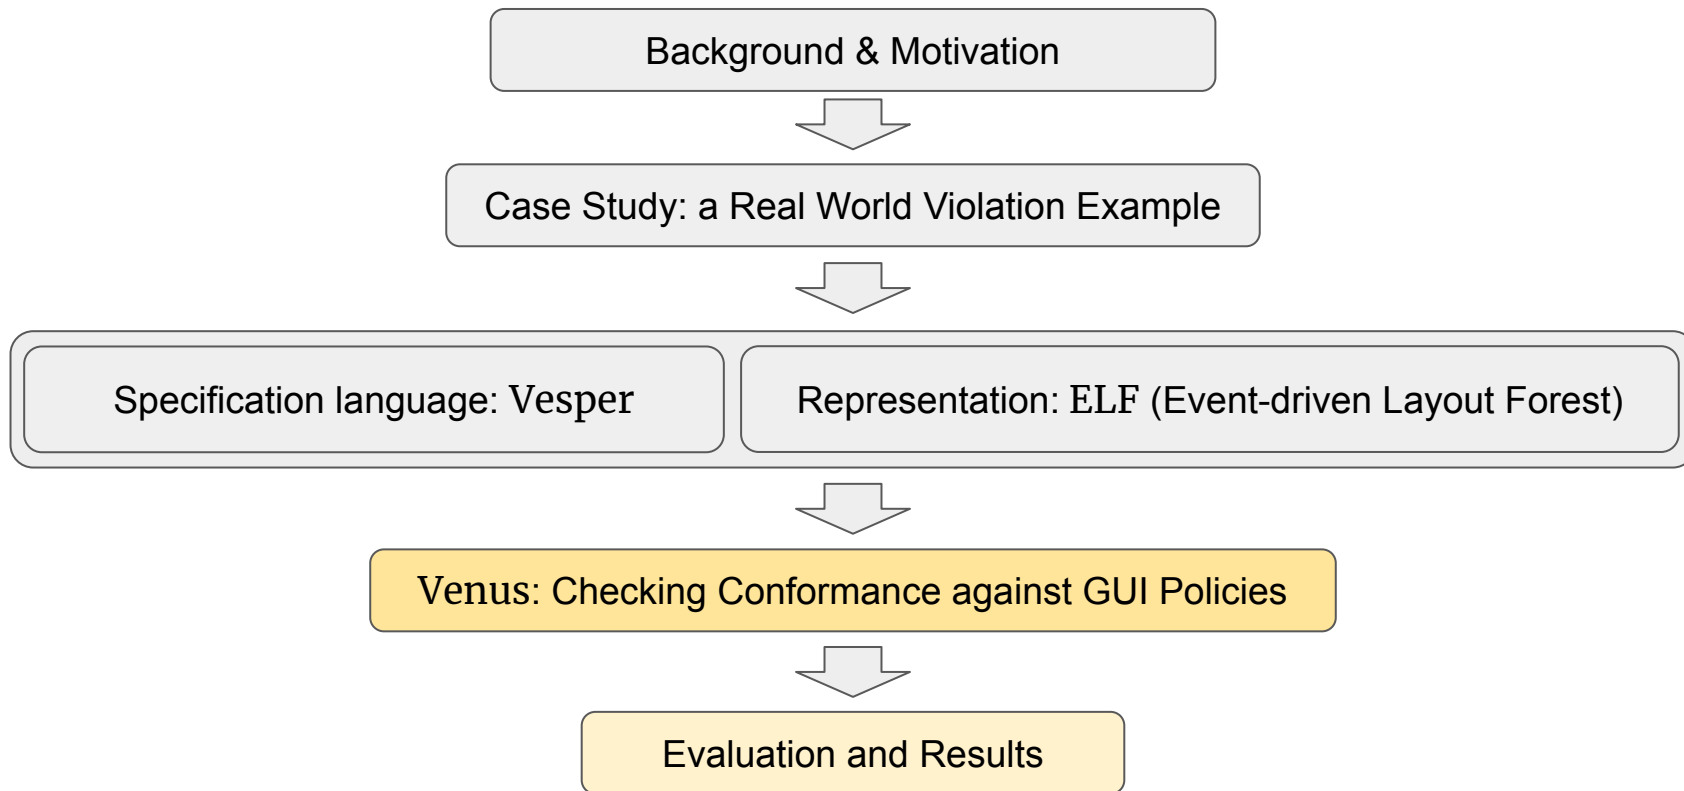 Background & Motivation
Case Study: a Real World Violation Example
Specification language: Vesper
Representation: ELF (Event-driven Layout Forest)
Venus: Checking Conformance against GUI Policies
Evaluation and Results